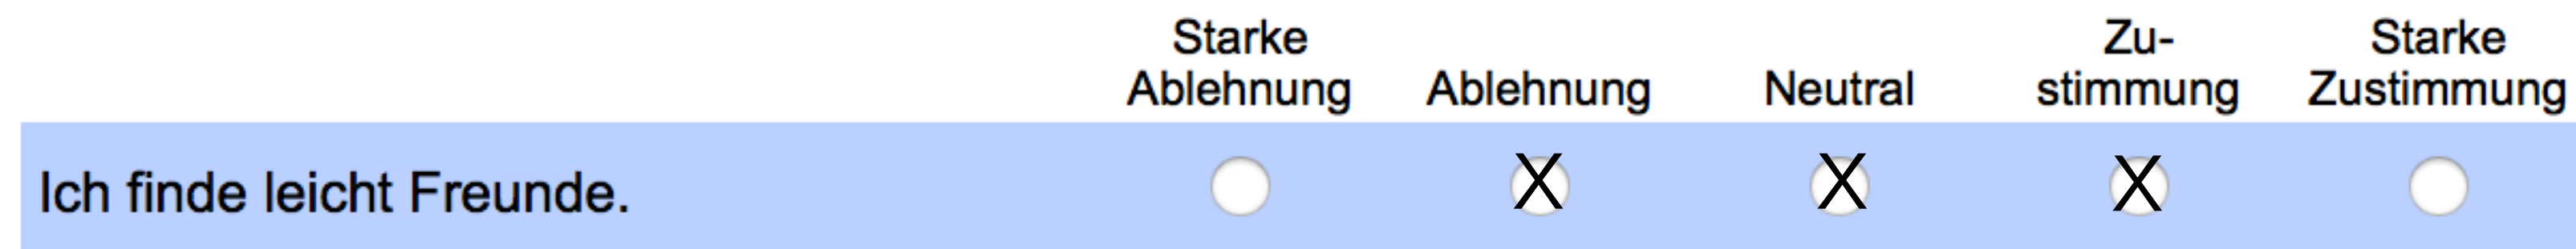 Starke Ablehnung
Ablehnung
Neutral
Zu-
stimmung
Starke Zustimmung
Ich finde leicht Freunde.
X X X